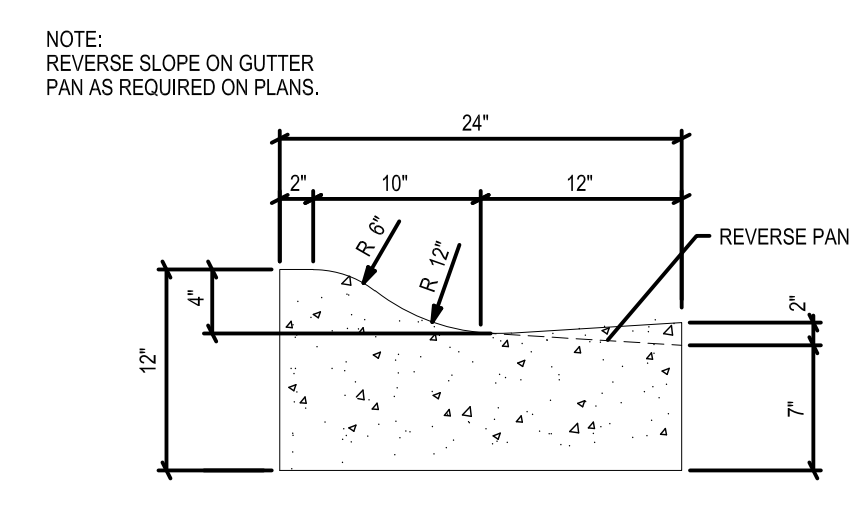 NOTE:
REVERSE SLOPE ON GUTTER
PAN AS REQUIRED ON PLANS.
24"
2"
10"
12"
R 6"
R 12"
REVERSE PAN
4"
12"
2"
7"